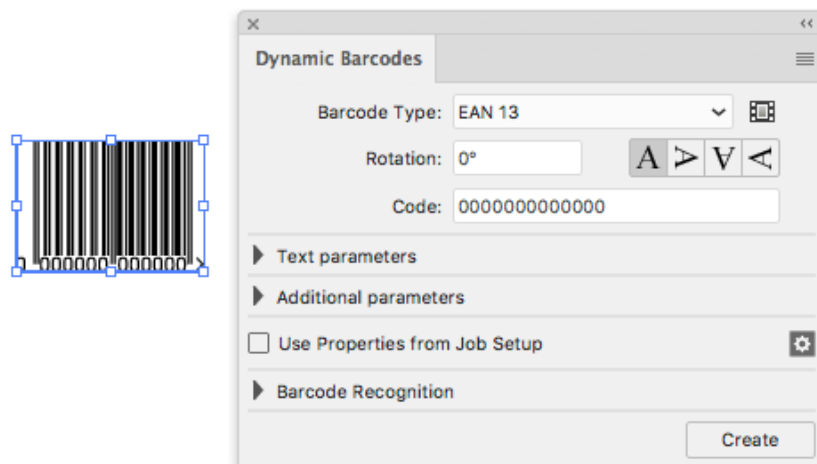 Dynamic Barcodes
Barcode Type: EAN 13
Rotation: 0° A A A A
Code: 0000000000000
Text parameters
Additional parameters
Use Properties from Job Setup
Barcode Recognition
Create
0 000000 000000 >